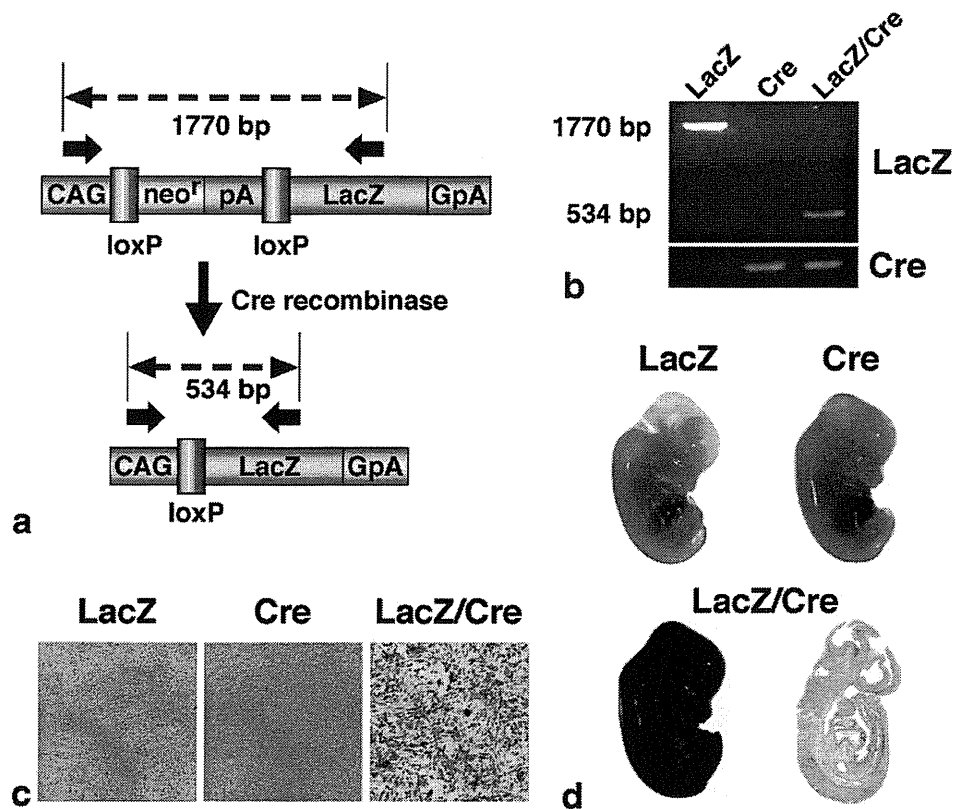 1770 bp
CAG
neoʳ
pA
LacZ
GpA
loxP
loxP
Cre recombinase
534 bp
CAG
LacZ
GpA
loxP
a
LacZ
Cre
LacZ/Cre
1770 bp
534 bp
LacZ
Cre
b
LacZ
Cre
LacZ/Cre
c
LacZ
Cre
LacZ/Cre
d